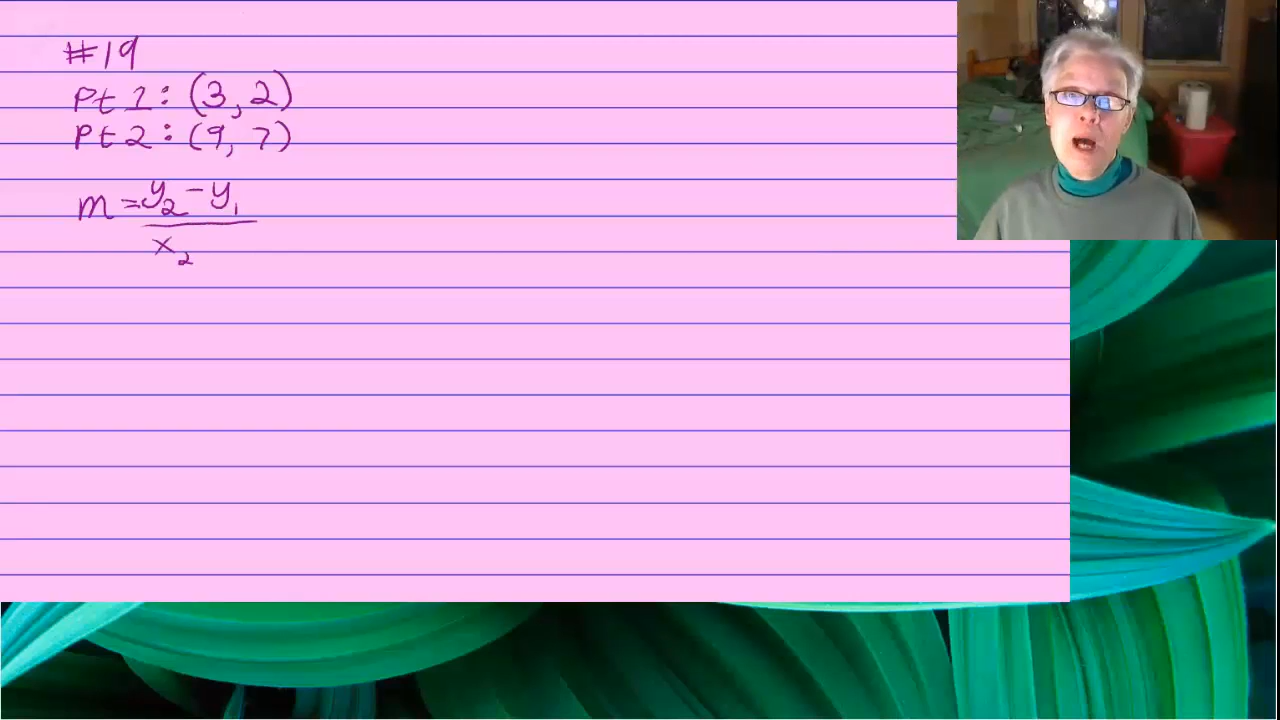 #19
Pt 1: (3, 2)
Pt 2: (9, 7)
m = y₂ - y₁
x₂